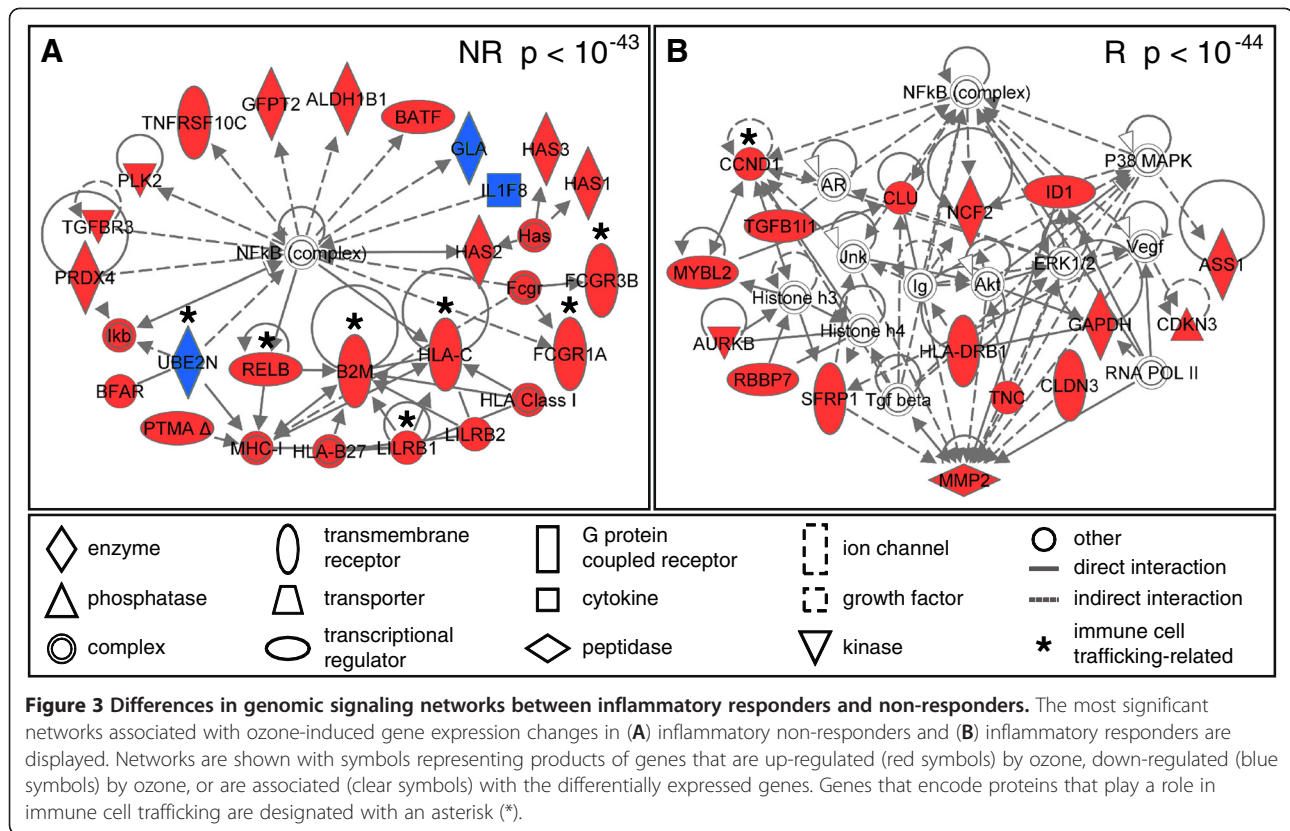 A
NR p < 10-43
TNFRSF10C
GFPT2
ALDH1B1
BATF
GLA
HAS3
IL1F8
HAS1
PLK2
TGFBR3
NFkB (complex)
HAS2
Has
*
PRDX4
Fcgr
FCGR3B
*
*
*
*
*
Ikb
UBE2N
RELB
B2M
HLA-C
FCGR1A
BFAR
HLA Class I
*
PTMA Δ
MHC-I
HLA-B27
LILRB1
LILRB2
B
R p < 10-44
NFkB (complex)
*
CCND1
AR
CLU
NCF2
ID1
P38 MAPK
TGFB1I1
MYBL2
Jnk
Ig
Akt
ERK1/2
Vegf
ASS1
Histone h3
Histone h4
AURKB
HLA-DRB1
GAPDH
CDKN3
RBBP7
SFRP1
Tgf beta
TNC
CLDN3
RNA POL II
MMP2
enzyme
transmembrane
receptor
G protein
coupled receptor
ion channel
other
direct interaction
phosphatase
transporter
cytokine
growth factor
indirect interaction
complex
transcriptional
regulator
peptidase
kinase
* immune cell
trafficking-related
Figure 3 Differences in genomic signaling networks between inflammatory responders and non-responders. The most significant
networks associated with ozone-induced gene expression changes in (A) inflammatory non-responders and (B) inflammatory responders are
displayed. Networks are shown with symbols representing products of genes that are up-regulated (red symbols) by ozone, down-regulated (blue
symbols) by ozone, or are associated (clear symbols) with the differentially expressed genes. Genes that encode proteins that play a role in
immune cell trafficking are designated with an asterisk (*).